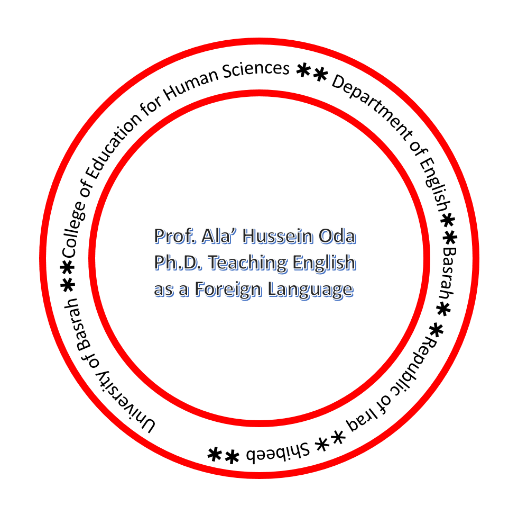 University of Basrah ** College of Education for Human Sciences ** Department of English**Basrah* *Republic of Iraq ** Shibeeb **
Prof. Ala’ Hussein Oda
Ph.D. Teaching English
as a Foreign Language